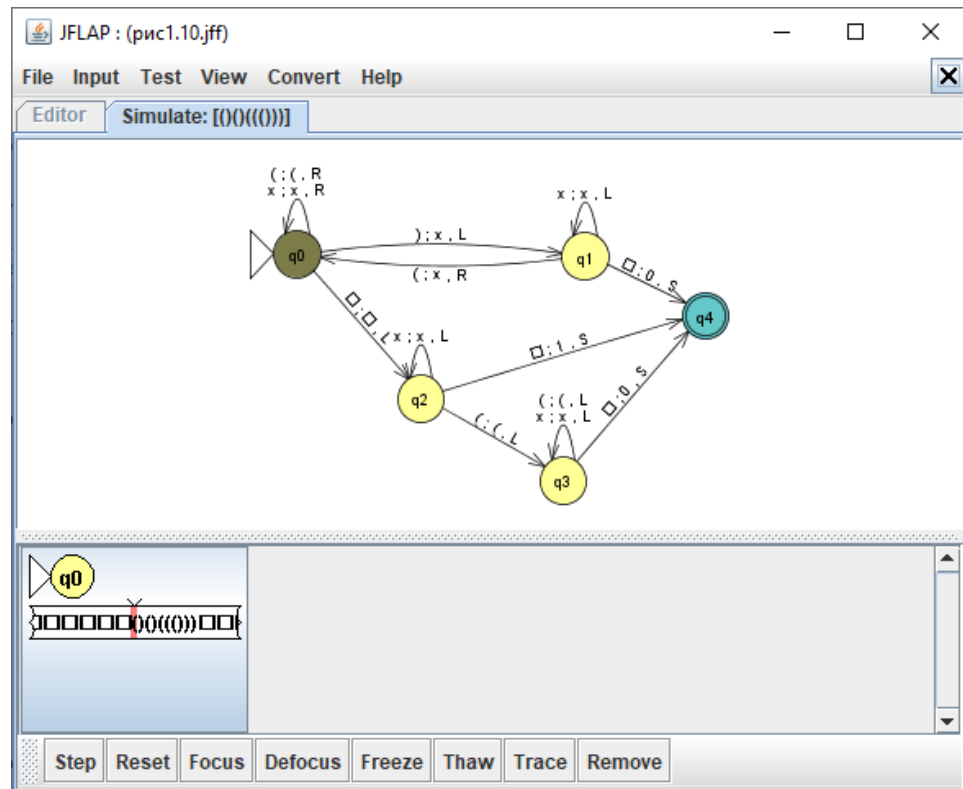 JFLAP : (рис1.10.jff)
File Input Test View Convert Help
Editor Simulate: [()()((()))]
( ; ( , R
x ; x , R
x ; x , L
) ; x , L
q0
q1
( ; x , R
□ ; 0 , S
q4
□ ; □ , L
x ; x , L
□ ; 1 , S
q2
( ; ( , L
x ; x , L
□ ; 0 , S
( ; ( , L
q3
q0
□□□□□□()()((()))□□
Step Reset Focus Defocus Freeze Thaw Trace Remove